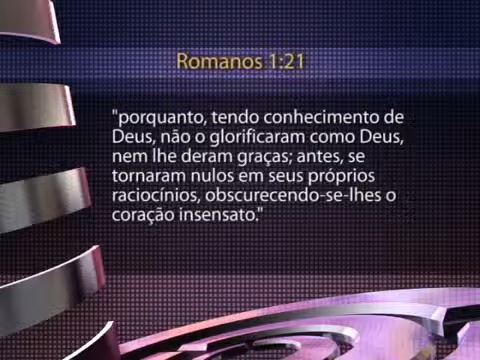 Romanos 1:21
"porquanto, tendo conhecimento de
Deus, não o glorificaram como Deus,
nem lhe deram graças; antes, se
tornaram nulos em seus próprios
raciocínios, obscurecendo-se-lhes o
coração insensato."